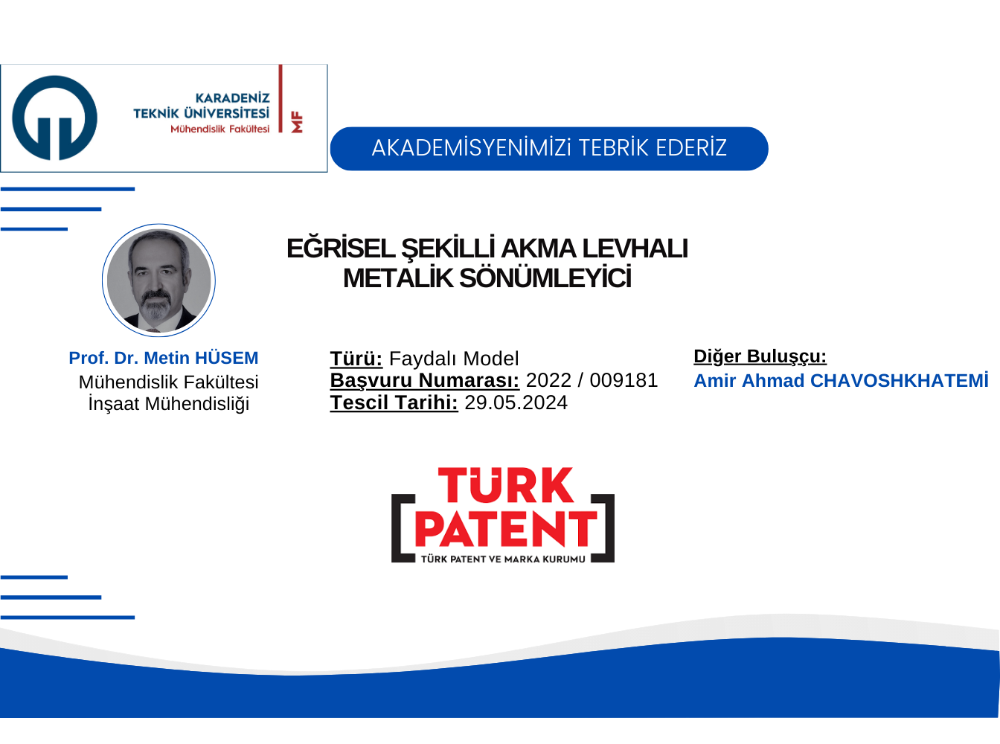 KARADENİZ
TEKNİK ÜNİVERSİTESİ
Mühendislik Fakültesi
MF
AKADEMİSYENİMİZi TEBRİK EDERİZ
EĞRİSEL ŞEKİLLİ AKMA LEVHALI
METALİK SÖNÜMLEYİCİ
Prof. Dr. Metin HÜSEM
Mühendislik Fakültesi
İnşaat Mühendisliği
Türü: Faydalı Model
Başvuru Numarası: 2022 / 009181
Tescil Tarihi: 29.05.2024
Diğer Buluşçu:
Amir Ahmad CHAVOSHKHATEMİ
TÜRK
PATENT
TÜRK PATENT VE MARKA KURUMU